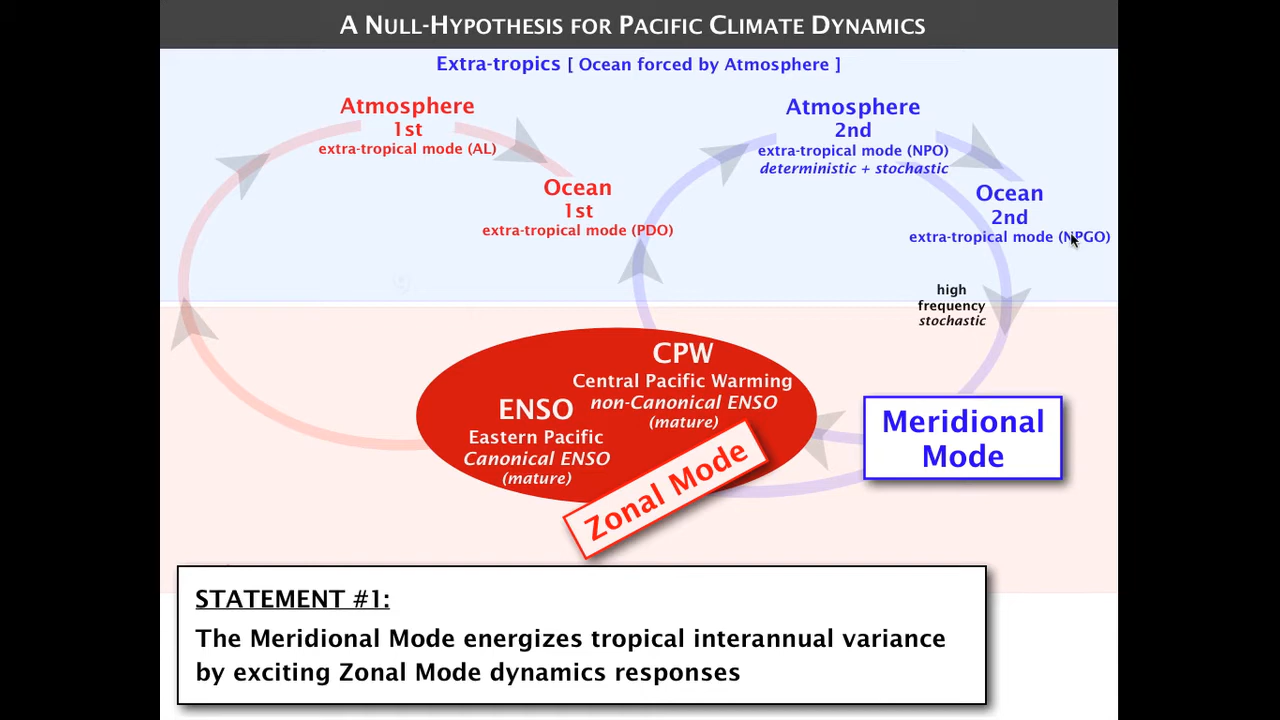 A NULL-HYPOTHESIS FOR PACIFIC CLIMATE DYNAMICS
Extra-tropics [ Ocean forced by Atmosphere ]
Atmosphere
1st
extra-tropical mode (AL)
Ocean
1st
extra-tropical mode (PDO)
Atmosphere
2nd
extra-tropical mode (NPO)
deterministic + stochastic
Ocean
2nd
extra-tropical mode (NPGO)
high
frequency
stochastic
CPW
Central Pacific Warming
non-Canonical ENSO
(mature)
ENSO
Eastern Pacific
Canonical ENSO
(mature)
Zonal Mode
Meridional
Mode
STATEMENT #1:
The Meridional Mode energizes tropical interannual variance
by exciting Zonal Mode dynamics responses